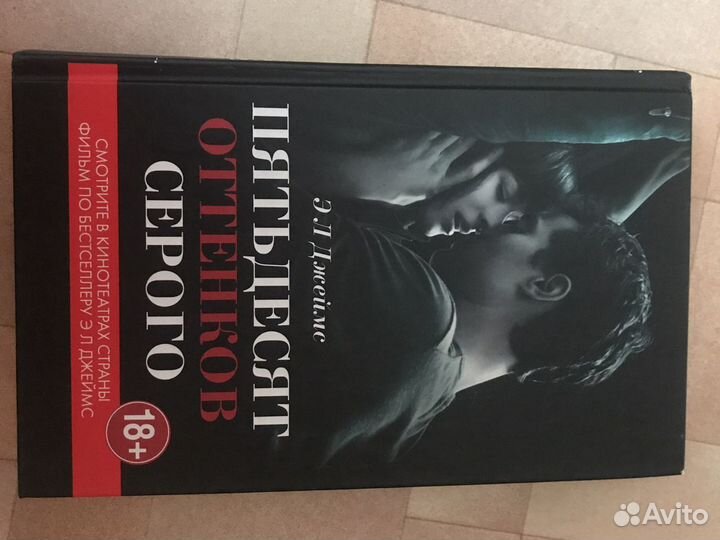 Э Л Джеймс
ПЯТЬДЕСЯТ
ОТТЕНКОВ
СЕРОГО
СМОТРИТЕ В КИНОТЕАТРАХ СТРАНЫ
ФИЛЬМ ПО БЕСТСЕЛЛЕРУ Э Л ДЖЕЙМС
18+
Avito